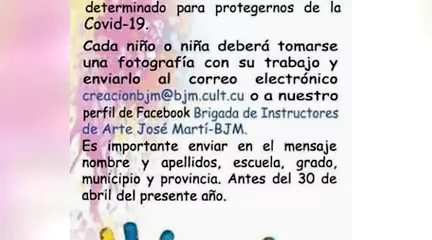 determinado para protegernos de la
Covid-19.
Cada niño o niña deberá tomarse
una fotografía con su trabajo y
enviarlo al correo electrónico
creacionbjm@bjm.cult.cu o a nuestro
perfil de Facebook Brigada de Instructores
de Arte José Martí-BJM.
Es importante enviar en el mensaje
nombre y apellidos, escuela, grado,
municipio y provincia. Antes del 30 de
abril del presente año.